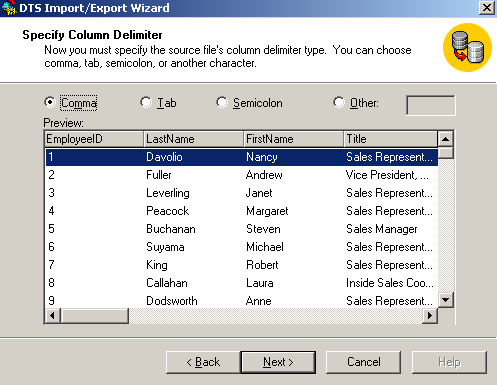 DTS Import/Export Wizard
Specify Column Delimiter
Now you must specify the source file's column delimiter type. You can choose
comma, tab, semicolon, or another character.
Comma Tab Semicolon Other:
Preview:
EmployeeID LastName FirstName Title
1 Davolio Nancy Sales Represent...
2 Fuller Andrew Vice President, ...
3 Leverling Janet Sales Represent...
4 Peacock Margaret Sales Represent...
5 Buchanan Steven Sales Manager
6 Suyama Michael Sales Represent...
7 King Robert Sales Represent...
8 Callahan Laura Inside Sales Coo...
9 Dodsworth Anne Sales Represent...
< Back Next > Cancel Help